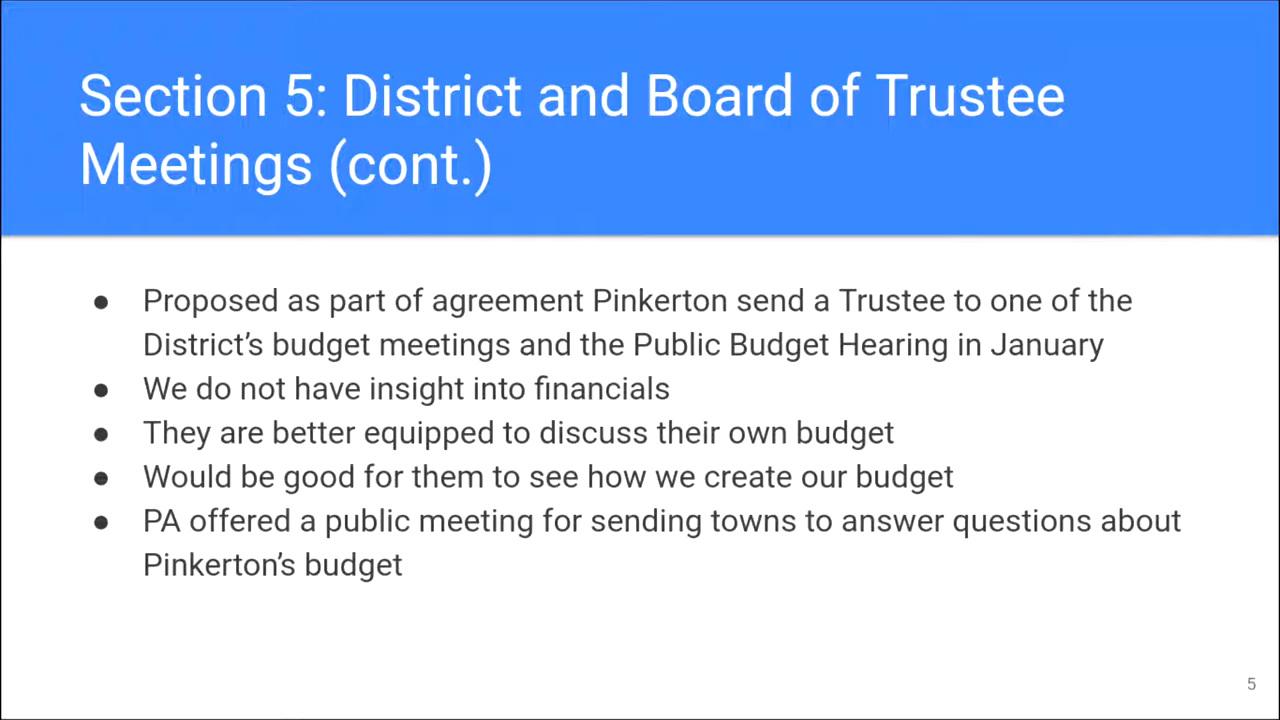 Section 5: District and Board of Trustee
Meetings (cont.)
● Proposed as part of agreement Pinkerton send a Trustee to one of the
District’s budget meetings and the Public Budget Hearing in January
● We do not have insight into financials
● They are better equipped to discuss their own budget
● Would be good for them to see how we create our budget
● PA offered a public meeting for sending towns to answer questions about
Pinkerton’s budget
5